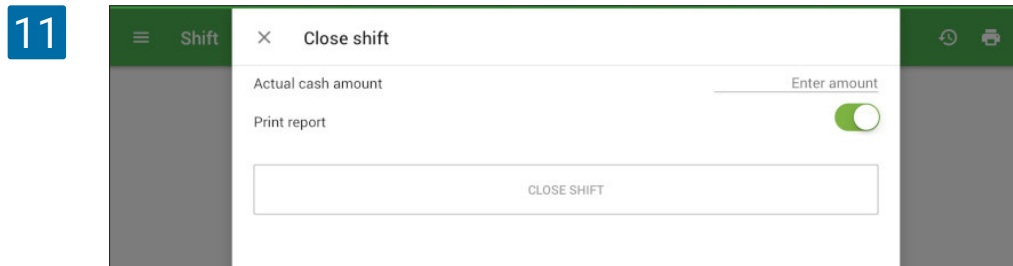 11
Shift
Close shift
Actual cash amount
Enter amount
Print report
CLOSE SHIFT